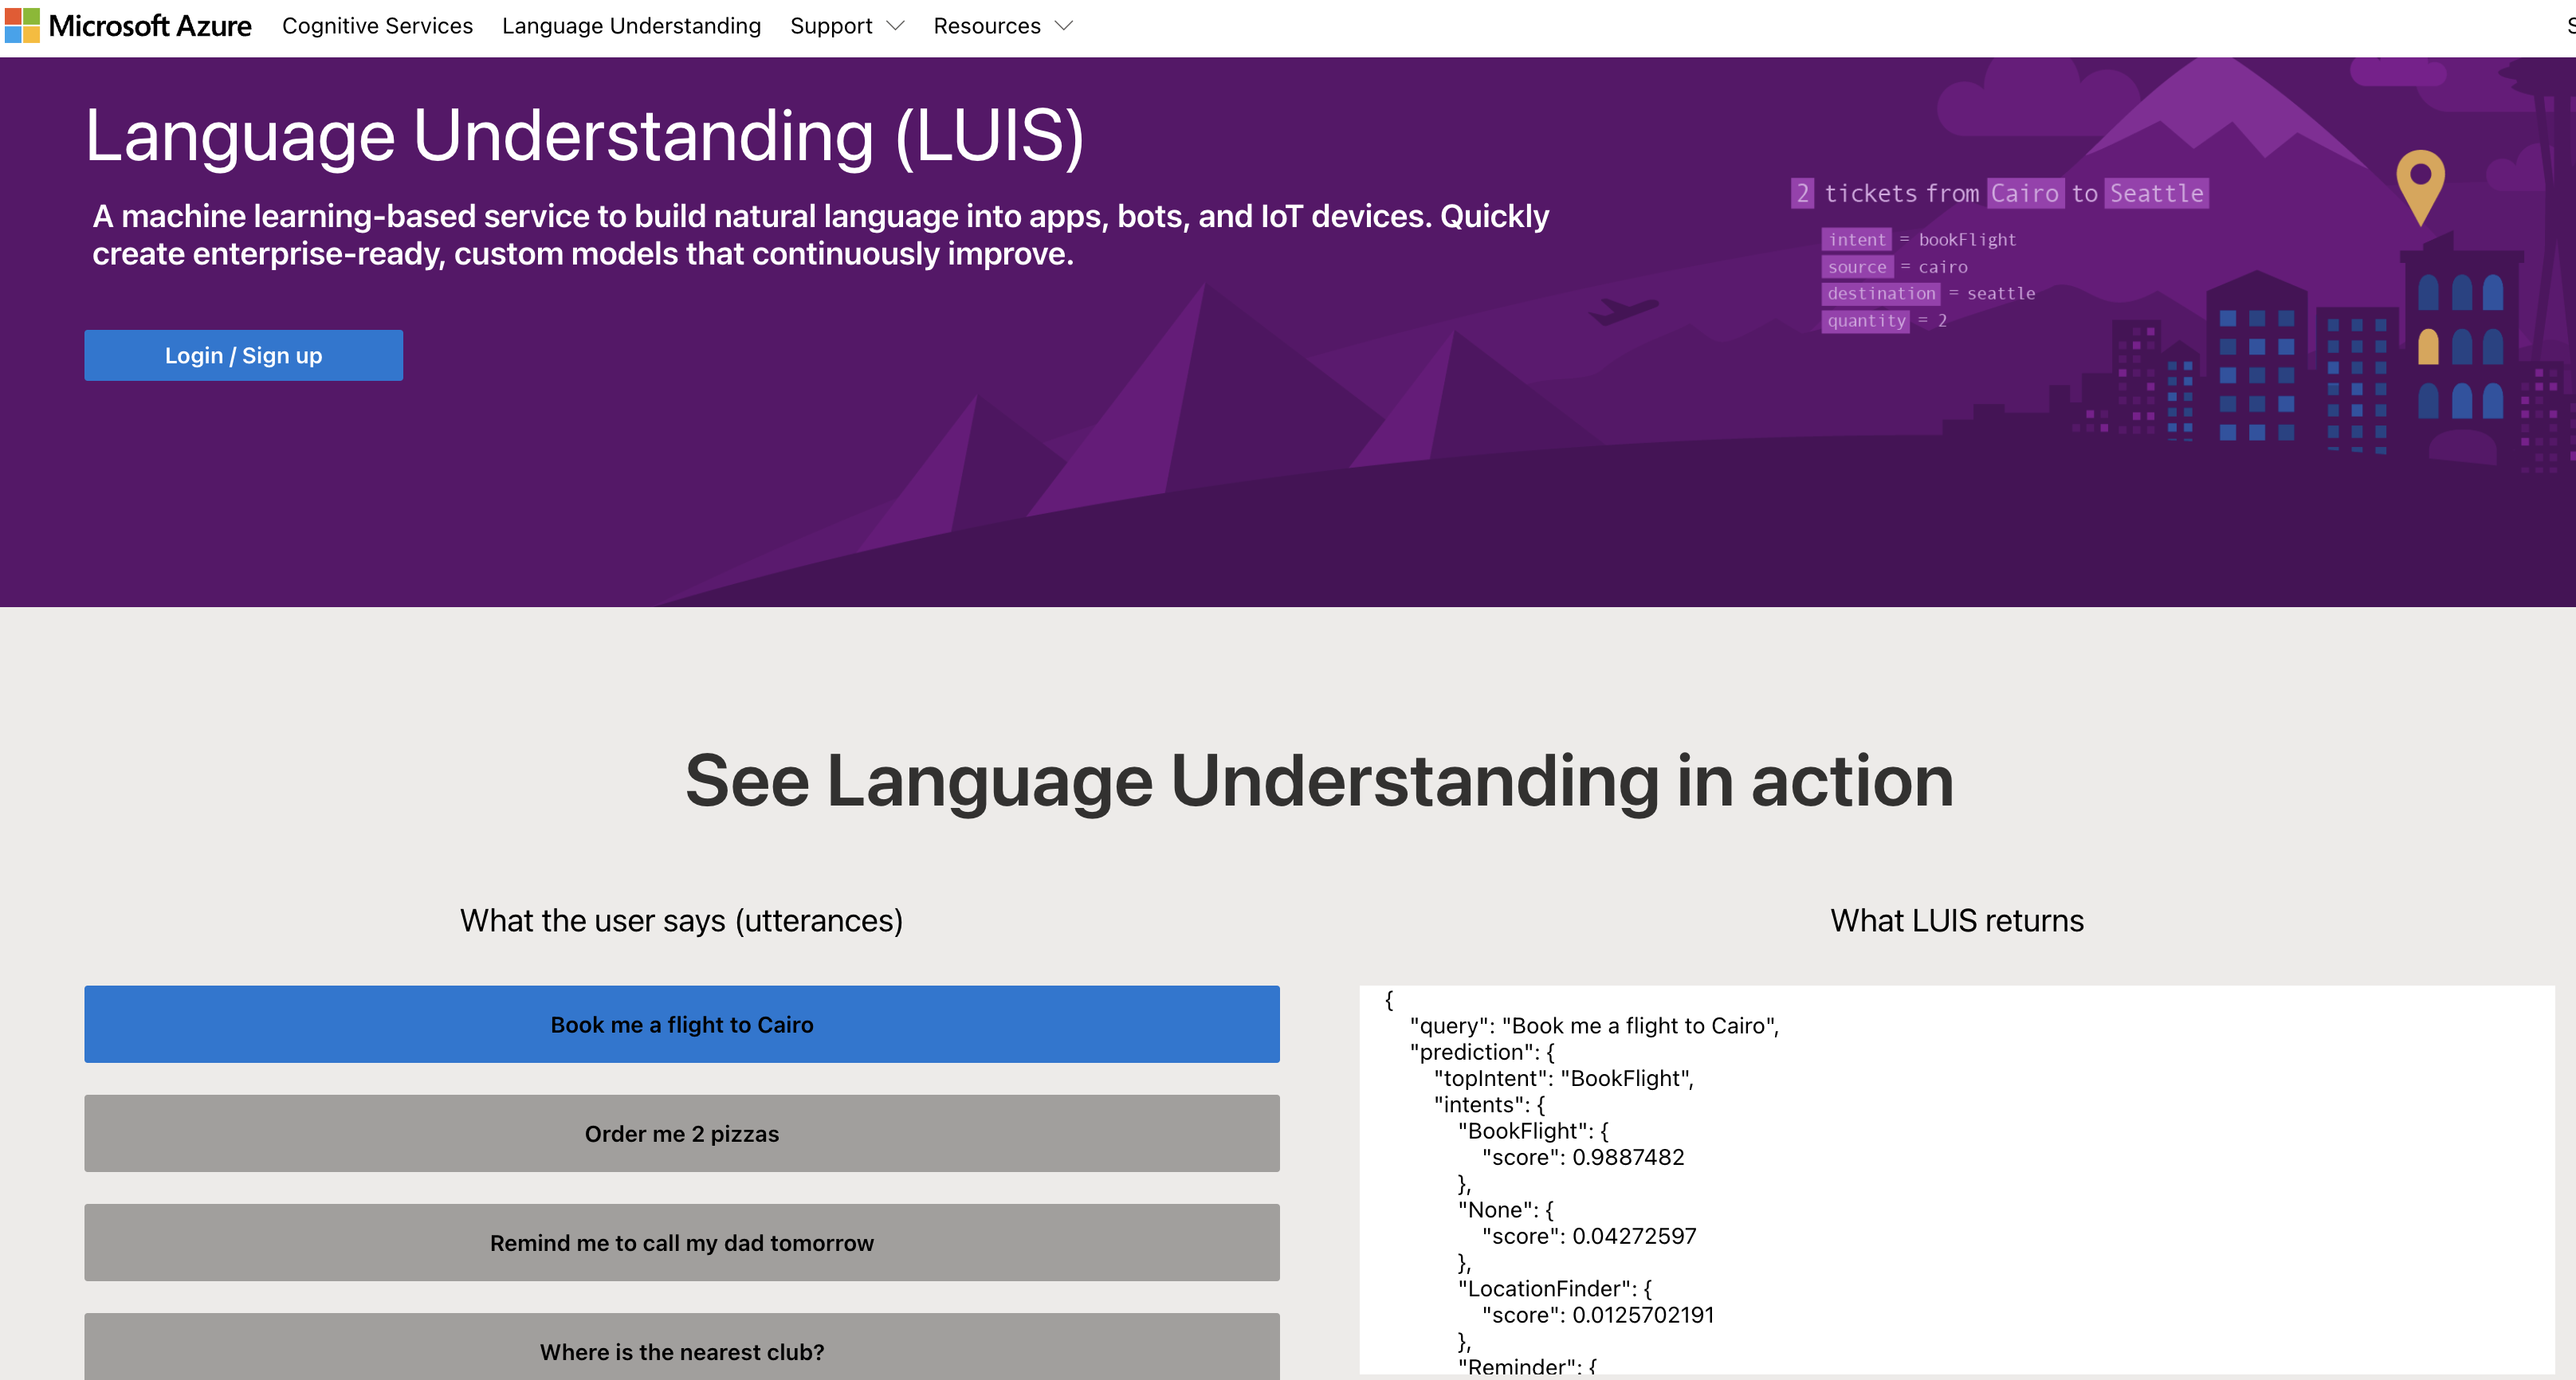 Microsoft Azure Cognitive Services Language Understanding Support Resources
Language Understanding (LUIS)
A machine learning-based service to build natural language into apps, bots, and IoT devices. Quickly
create enterprise-ready, custom models that continuously improve.
Login / Sign up
2 tickets from Cairo to Seattle
intent = bookFlight
source = cairo
destination = seattle
quantity = 2
See Language Understanding in action
What the user says (utterances)
Book me a flight to Cairo
Order me 2 pizzas
Remind me to call my dad tomorrow
Where is the nearest club?
What LUIS returns
{
"query": "Book me a flight to Cairo",
"prediction": {
"topIntent": "BookFlight",
"intents": {
"BookFlight": {
"score": 0.9887482
},
"None": {
"score": 0.04272597
},
"LocationFinder": {
"score": 0.0125702191
},
"Reminder": {